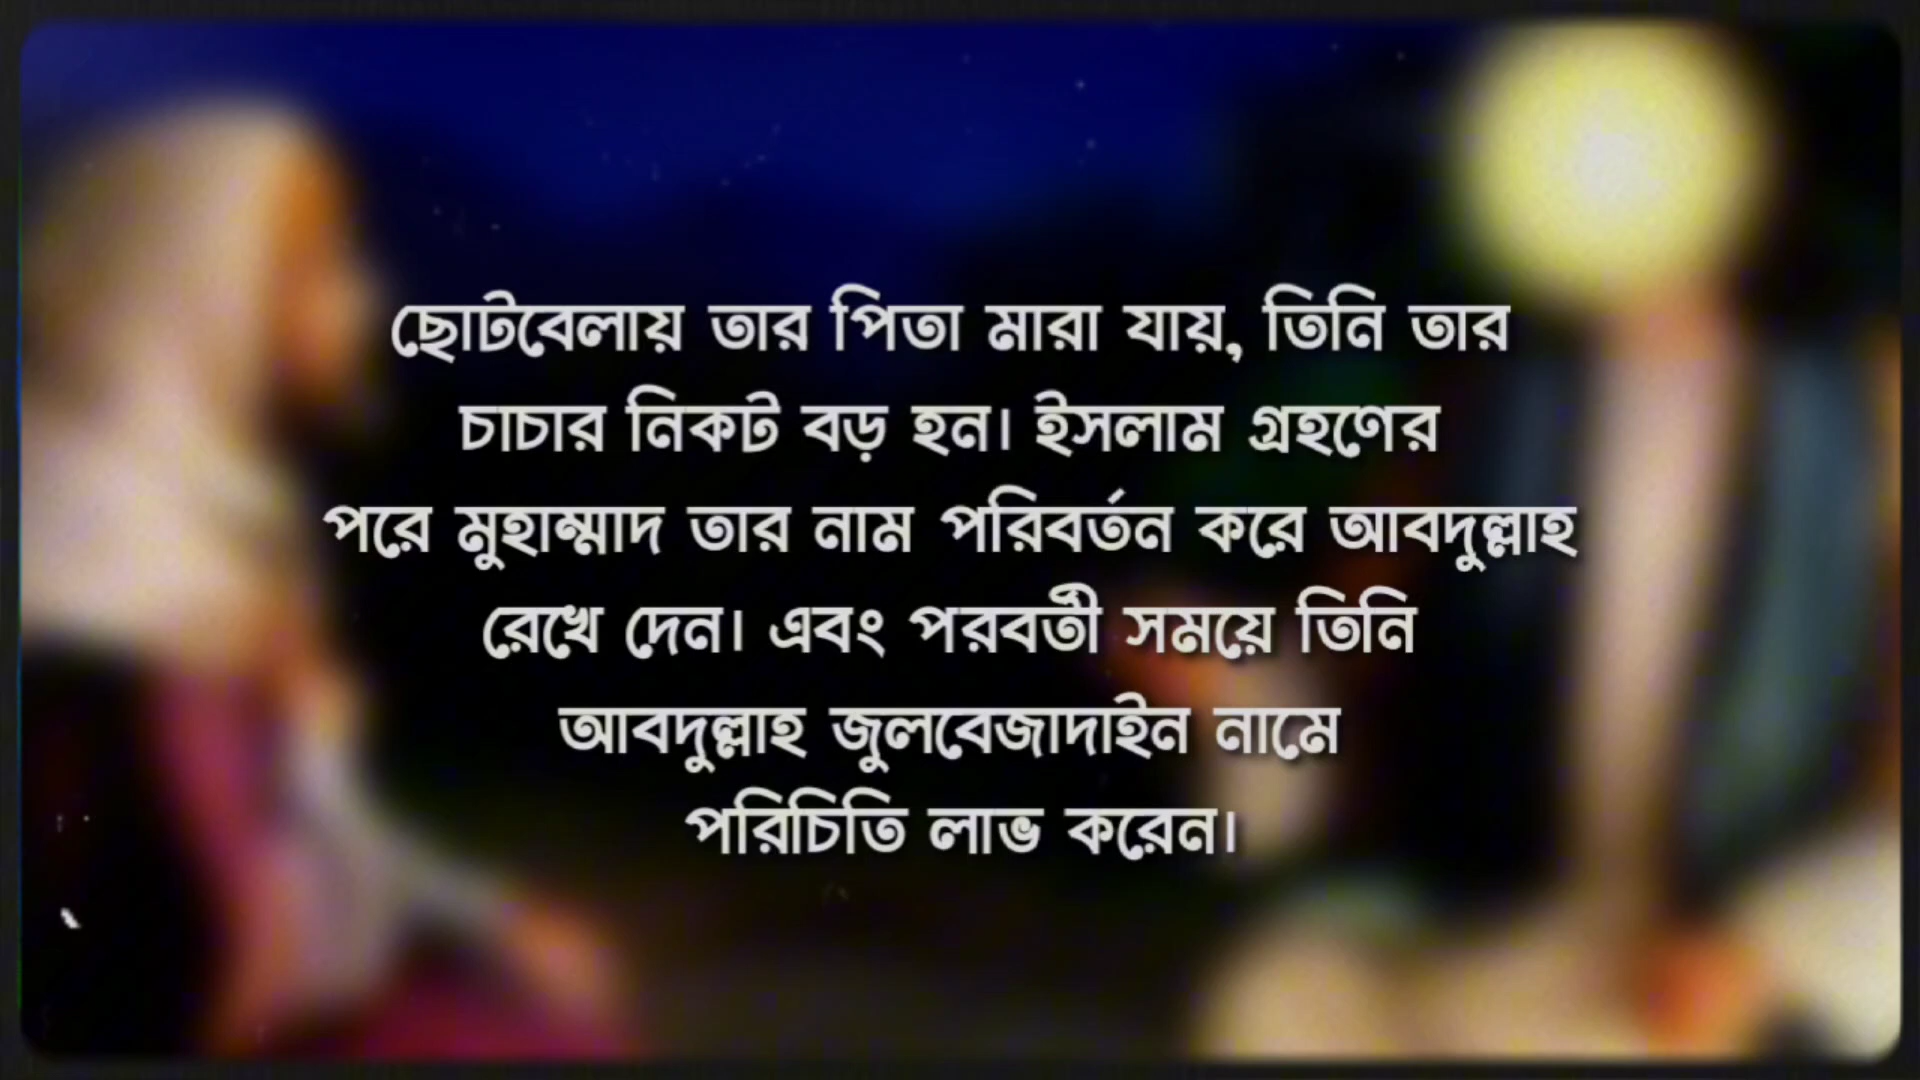 ছোটবেলায় তার পিতা মারা যায়, তিনি তার
চাচার নিকট বড় হন। ইসলাম গ্রহণের
পরে মুহাম্মাদ তার নাম পরিবর্তন করে আবদুল্লাহ
রেখে দেন। এবং পরবর্তী সময়ে তিনি
আবদুল্লাহ জুলবেজাদাইন নামে
পরিচিতি লাভ করেন।